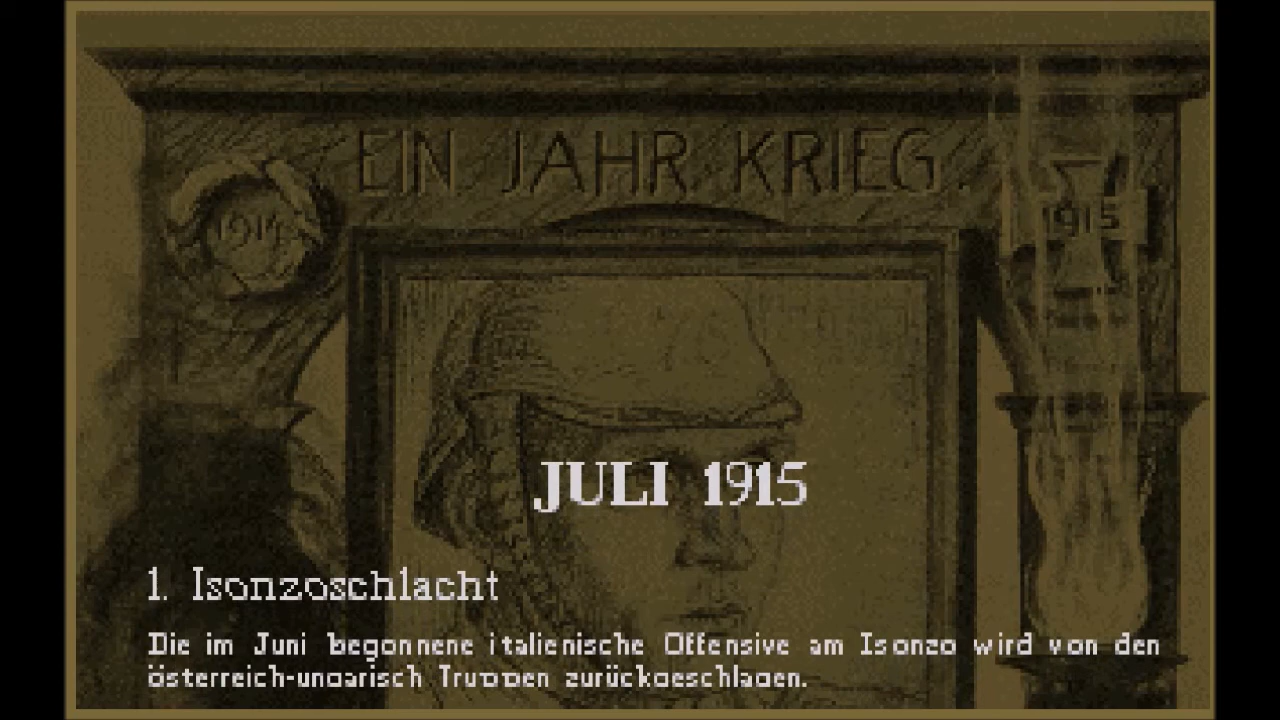 EIN JAHR KRIEG.
1914
1915
JULI 1915
1. Isonzoschlacht
Die im Juni begonnene italienische Offensive am Isonzo wird von den
österreich-ungarisch Truppen zurückgeschlagen.